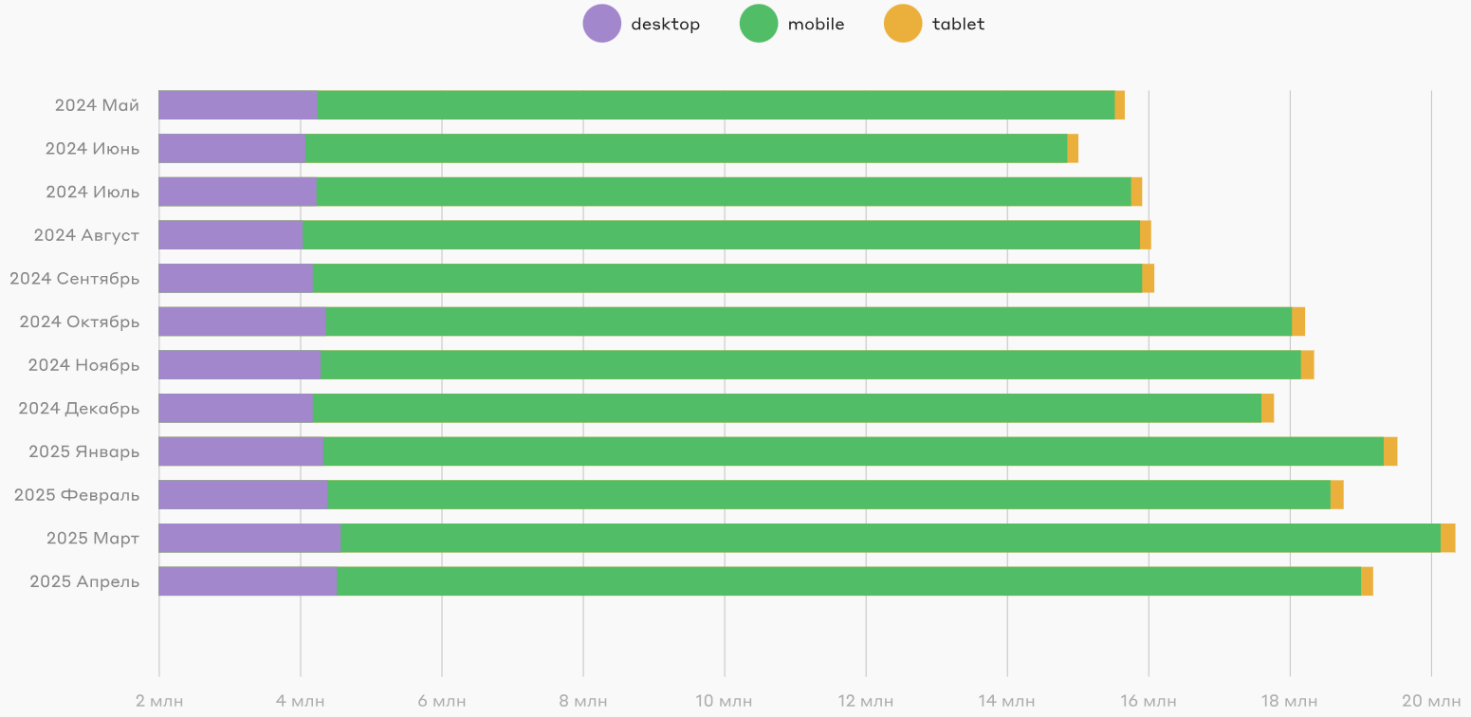 desktop mobile tablet
2024 Май
2024 Июнь
2024 Июль
2024 Август
2024 Сентябрь
2024 Октябрь
2024 Ноябрь
2024 Декабрь
2025 Январь
2025 Февраль
2025 Март
2025 Апрель
2 млн 4 млн 6 млн 8 млн 10 млн 12 млн 14 млн 16 млн 18 млн 20 млн